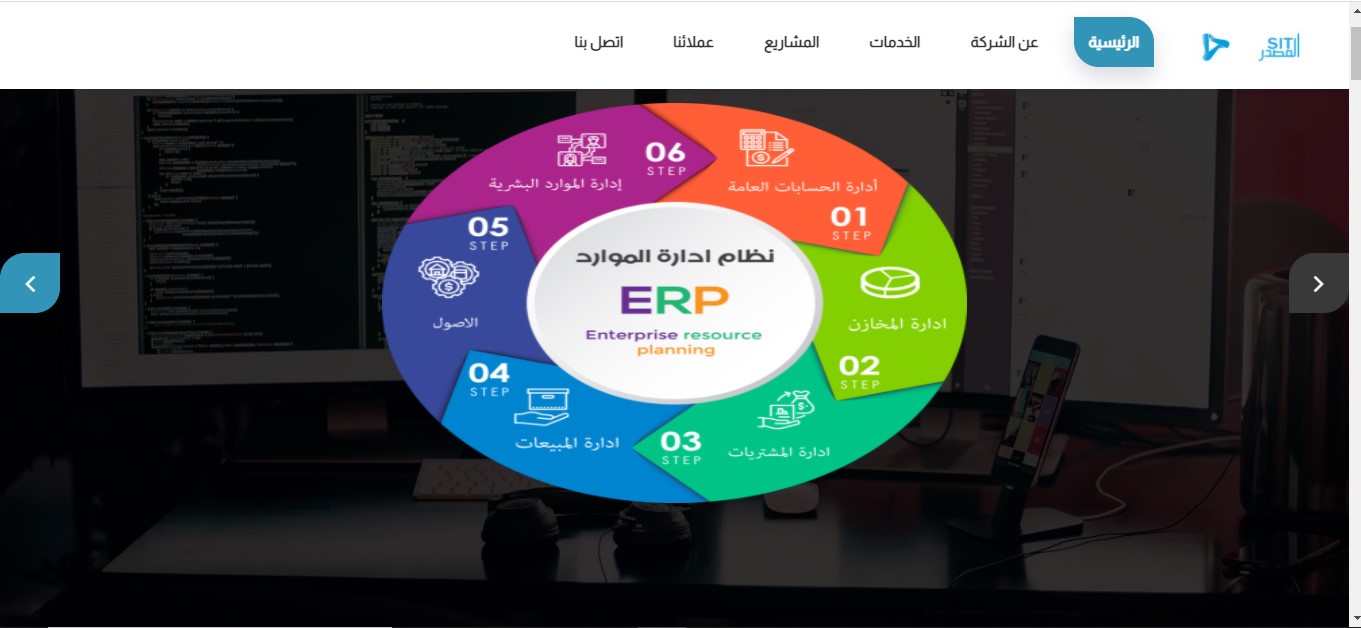 SIT
المصدر
الرئيسية
عن الشركة
الخدمات
المشاريع
عملائنا
اتصل بنا
أدارة الحسابات العامة
01
STEP
ادارة المخازن
02
STEP
ادارة المشتريات
03
STEP
ادارة المبيعات
04
STEP
الاصول
05
STEP
إدارة الموارد البشرية
06
STEP
نظام ادارة الموارد
ERP
Enterprise resource
planning